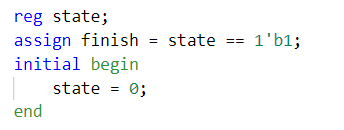 reg state;
assign finish = state == 1'b1;
initial begin
    state = 0;
end